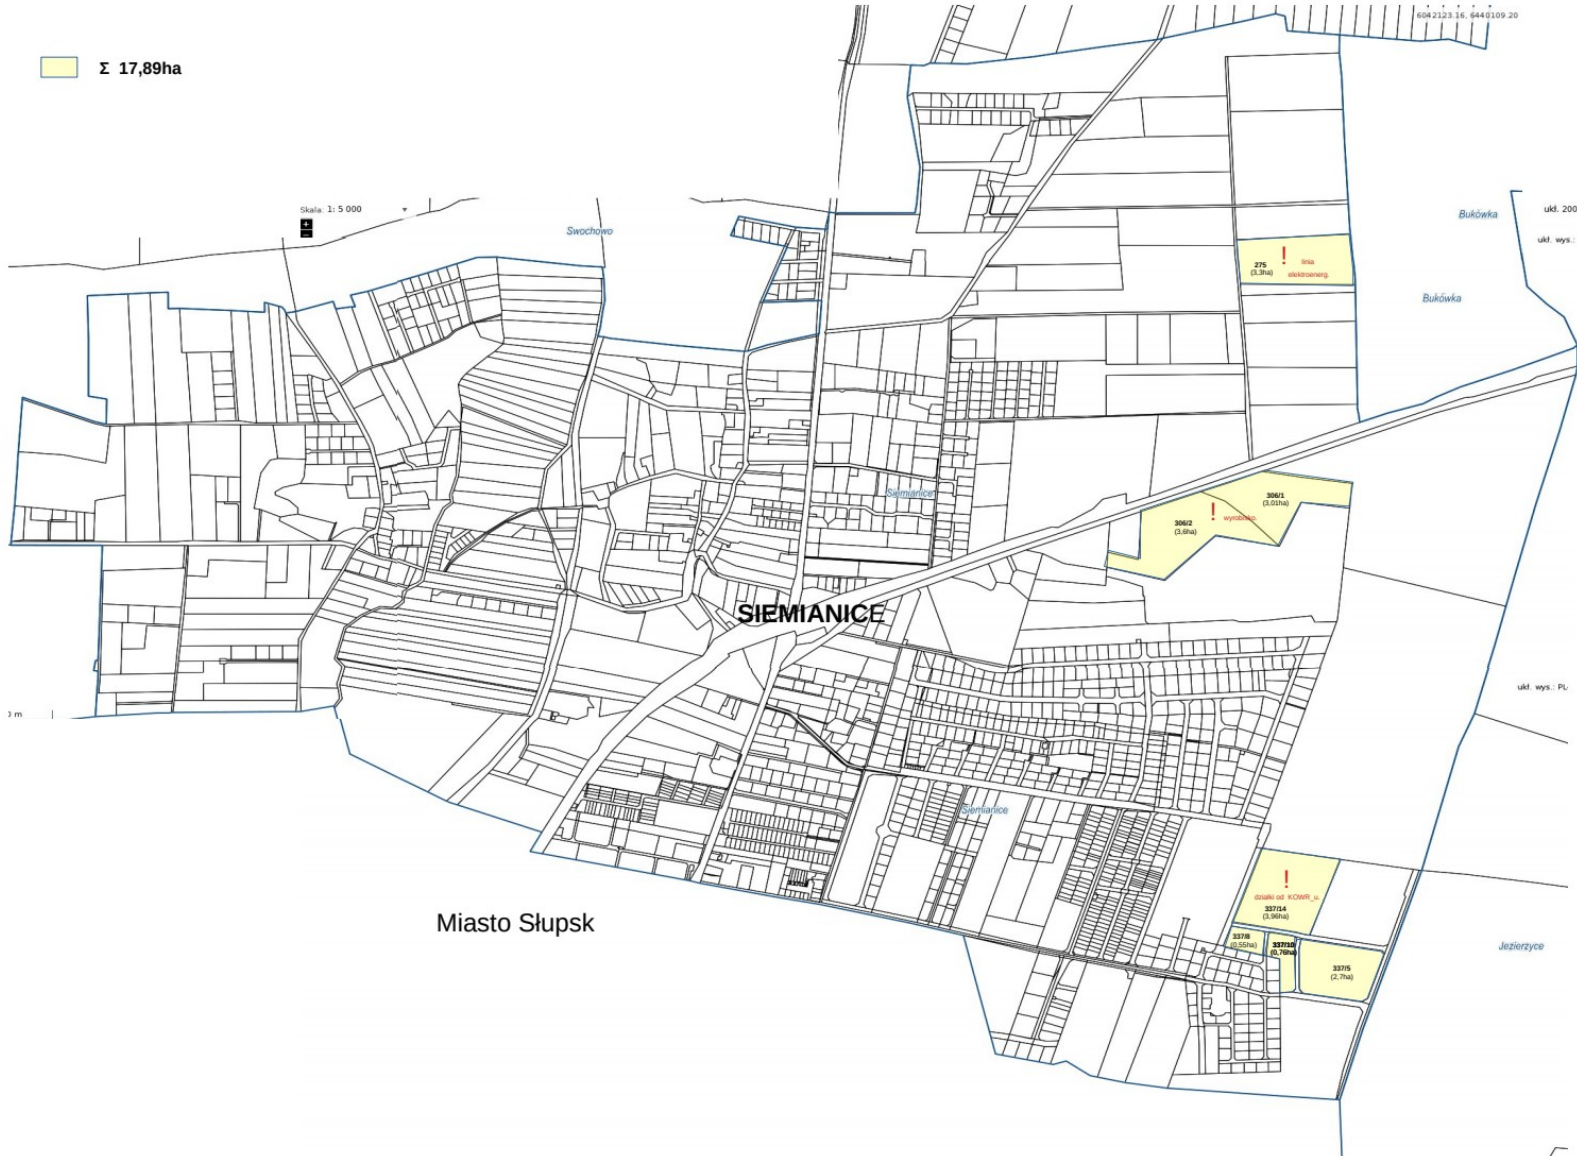 6042123.16, 6440109.20
Σ 17,89ha
Skala: 1: 5 000
Swochowo
Bukówka
ukł. 200
ukł. wys.:
275
(3,3ha)
!
linia
elektroenerg.
Bukówka
Siemianice
306/1
(3,01ha)
!
306/2
(3,6ha)
SIEMIANICE
ukł. wys.: PL-
m
Siemianice
!
działki od KOWR_u.
337/14
(3,96ha)
Miasto Słupsk
337/8
(0,55ha)
337/10
(0,76ha)
Jezierzyce
337/5
(2,7ha)